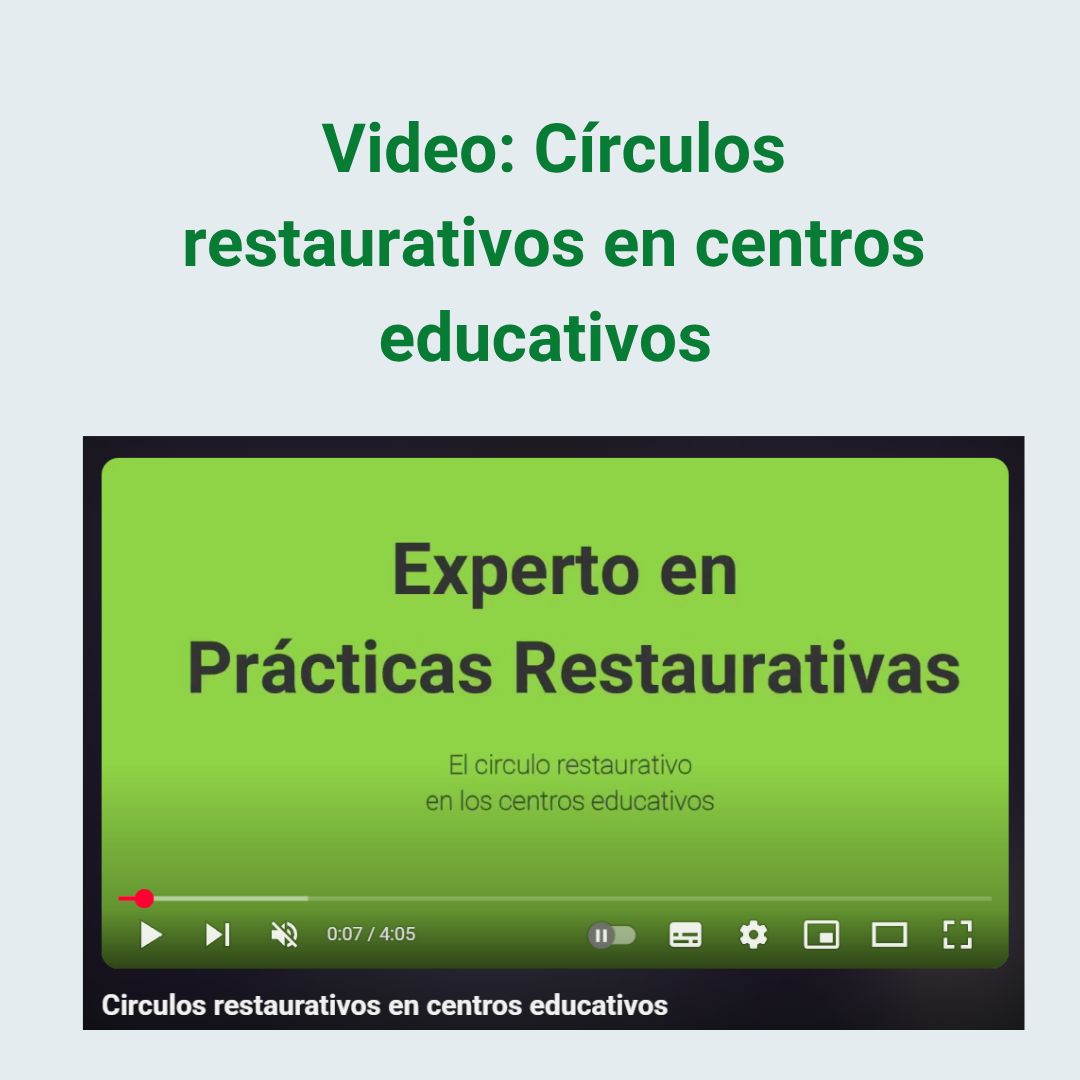 Video: Círculos
restaurativos en centros
educativos
Experto en
Prácticas Restaurativas
El circulo restaurativo
en los centros educativos
0:07 / 4:05
Circulos restaurativos en centros educativos